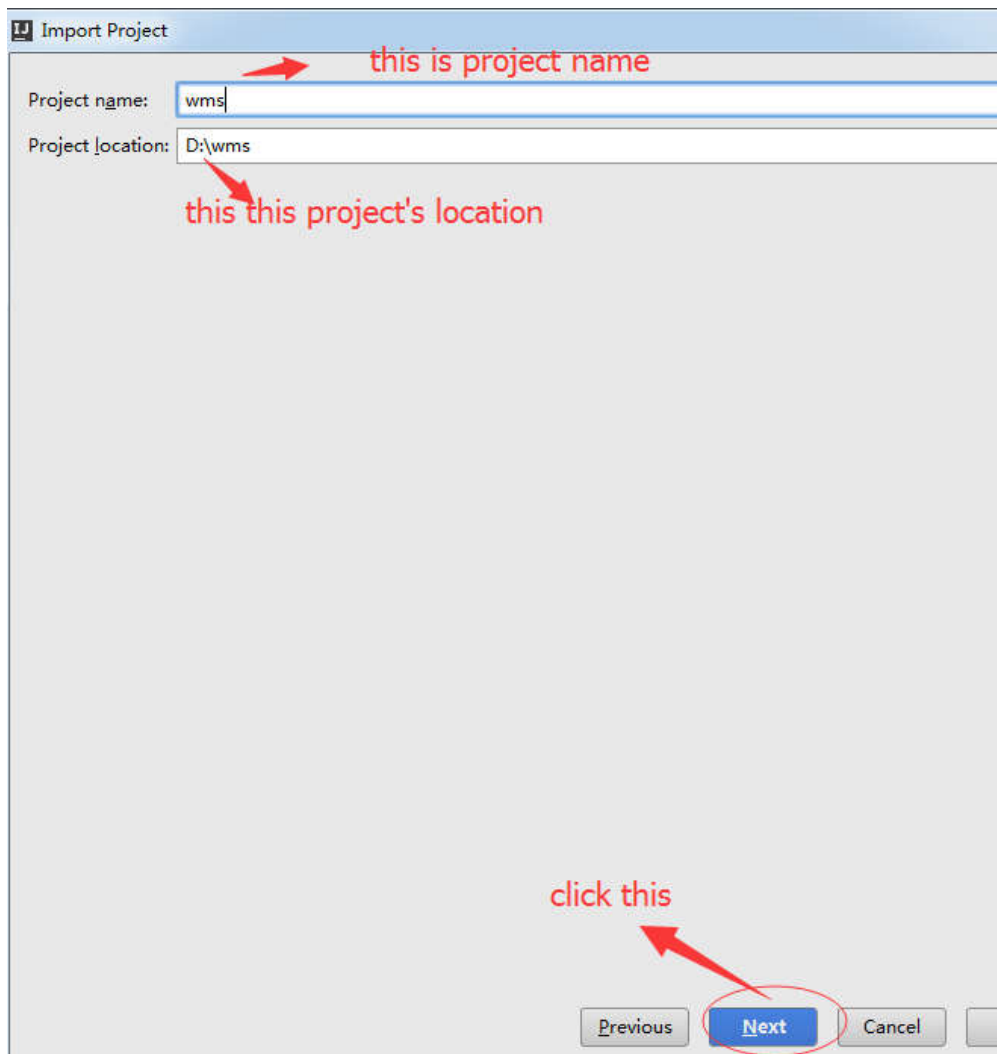 IJ Import Project
this is project name
Project name: wms
Project location: D:\wms
this this project's location
click this
Previous Next Cancel